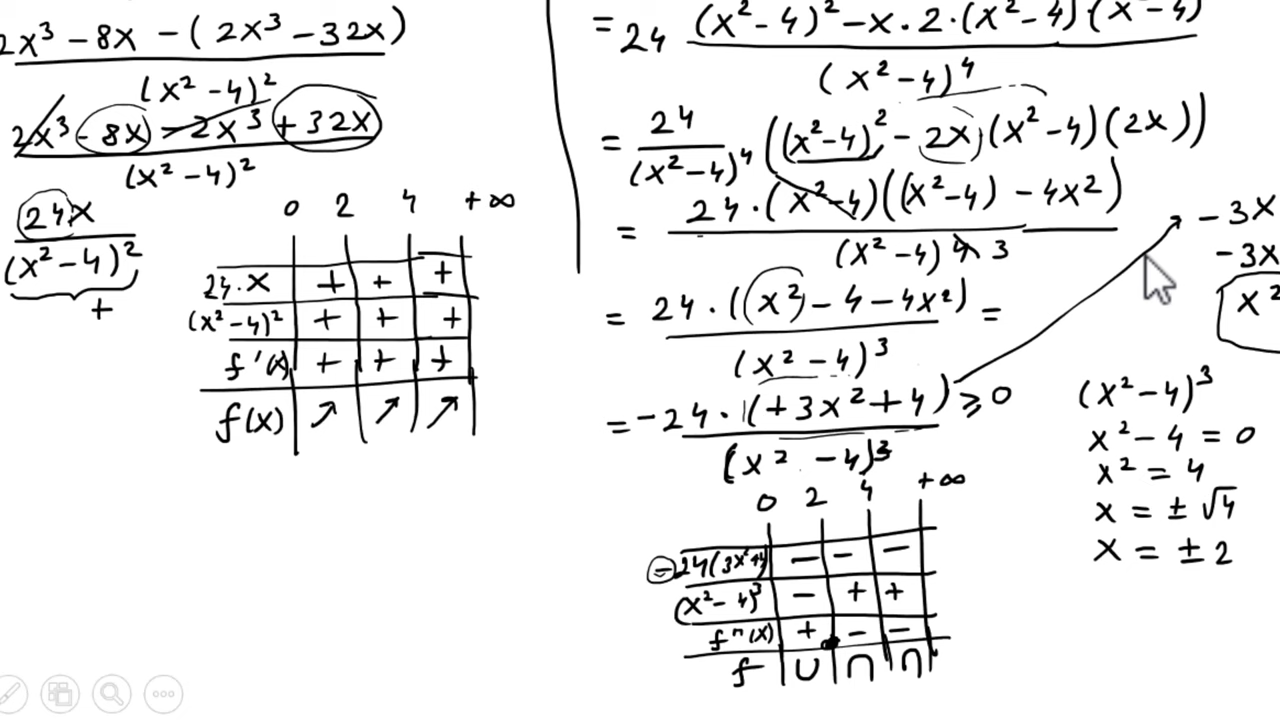 2x³ - 8x - (2x³ - 32x)
(x² - 4)²
2x³ - 8x - 2x³ + 32x
(x² - 4)²
24x
(x² - 4)²
+
0 2 4 +∞
24·x + + +
(x² - 4)² + + +
f'(x) + + +
f(x) ↗ ↗ ↗
= 24 (x² - 4)² - x · 2 · (x² - 4)(x² - 4)
(x² - 4)⁴
= 24 ((x² - 4)² - 2x (x² - 4)(2x))
(x² - 4)⁴
= 24 · (x² - 4)((x² - 4) - 4x²)
(x² - 4) 4 3
= 24 · ((x²) - 4 - 4x²) =
(x² - 4)³
= -24 · (+3x² + 4) ≥ 0
(x² - 4)³
0 2 4 +∞
-24(3x²+4) - - -
(x² - 4)³ - + +
f"(x) + - -
f ∪ ∩ ∩
- 3x
- 3x
x²
(x² - 4)³
x² - 4 = 0
x² = 4
x = ± √4
x = ± 2